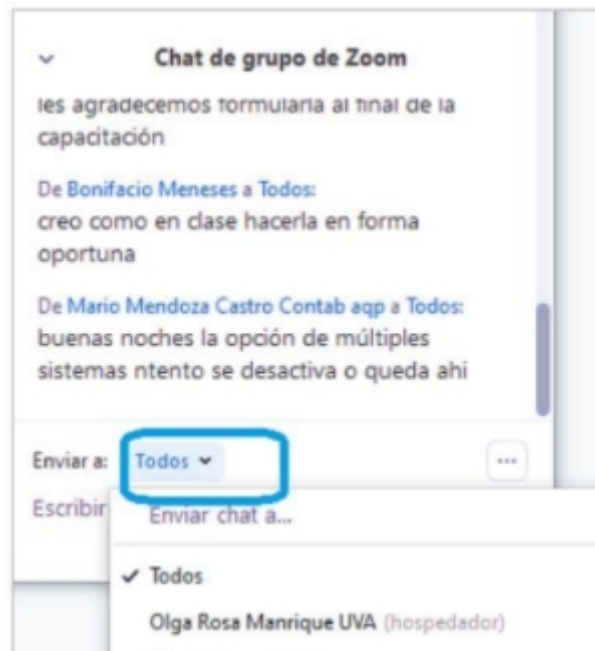 Chat de grupo de Zoom
les agradecemos formularla al final de la
capacitación
De Bonifacio Meneses a Todos:
creo como en clase hacerla en forma
oportuna
De Mario Mendoza Castro Contab aqp a Todos:
buenas noches la opción de múltiples
sistemas ntento se desactiva o queda ahi
Enviar a: Todos
Escribir
Enviar chat a...
Todos
Olga Rosa Manrique UVA (hospedador)